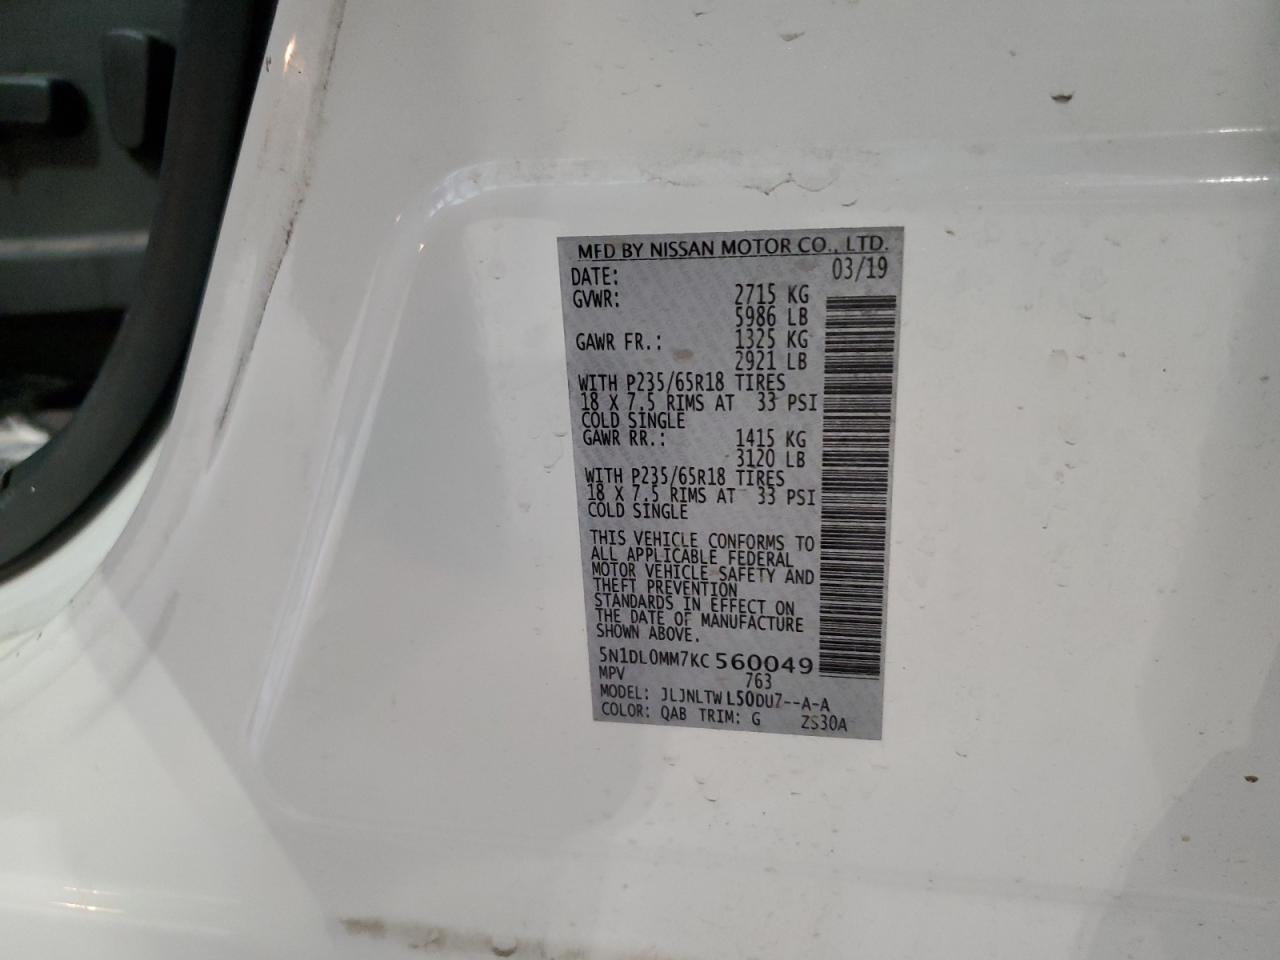 MFD BY NISSAN MOTOR CO., LTD.
DATE: 03/19
GVWR: 2715 KG
5986 LB
GAWR FR.: 1325 KG
2921 LB
WITH P235/65R18 TIRES
18 X 7.5 RIMS AT 33 PSI
COLD SINGLE
GAWR RR.: 1415 KG
3120 LB
WITH P235/65R18 TIRES
18 X 7.5 RIMS AT 33 PSI
COLD SINGLE
THIS VEHICLE CONFORMS TO
ALL APPLICABLE FEDERAL
MOTOR VEHICLE SAFETY AND
THEFT PREVENTION
STANDARDS IN EFFECT ON
THE DATE OF MANUFACTURE
SHOWN ABOVE.
5N1DL0MM7KC560049
MPV 763
MODEL: JLJNLTWL50DU7--A-A
COLOR: QAB TRIM: G ZS30A